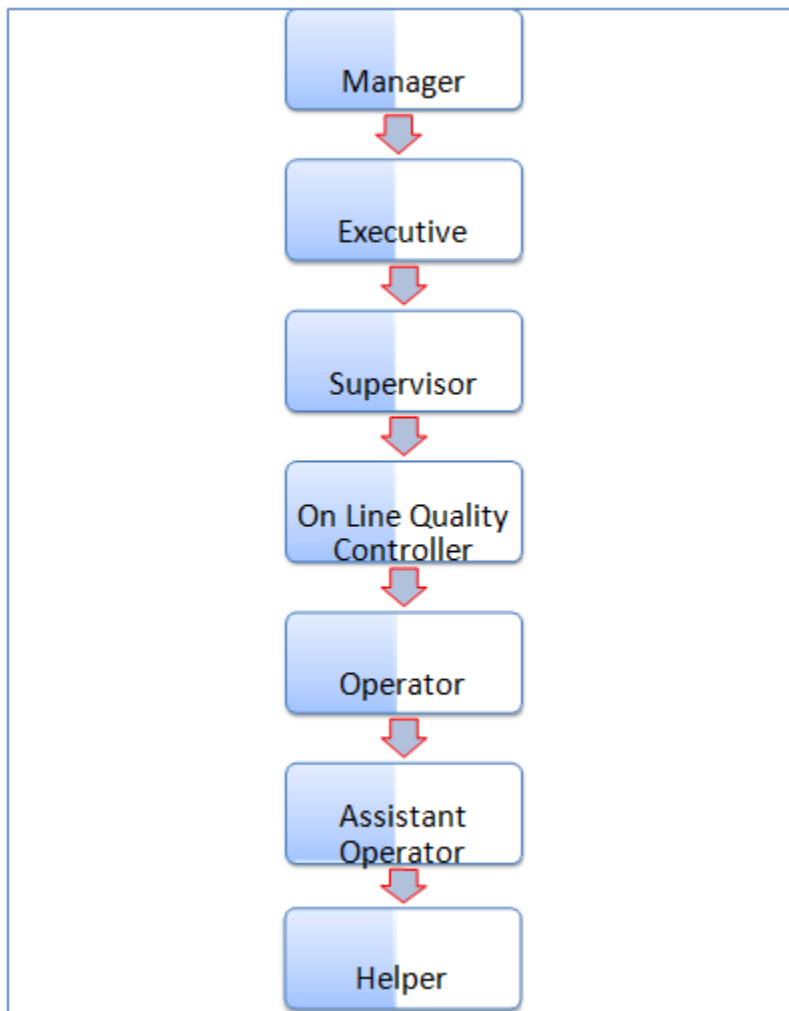 Manager
Executive
Supervisor
On Line Quality
Controller
Operator
Assistant
Operator
Helper